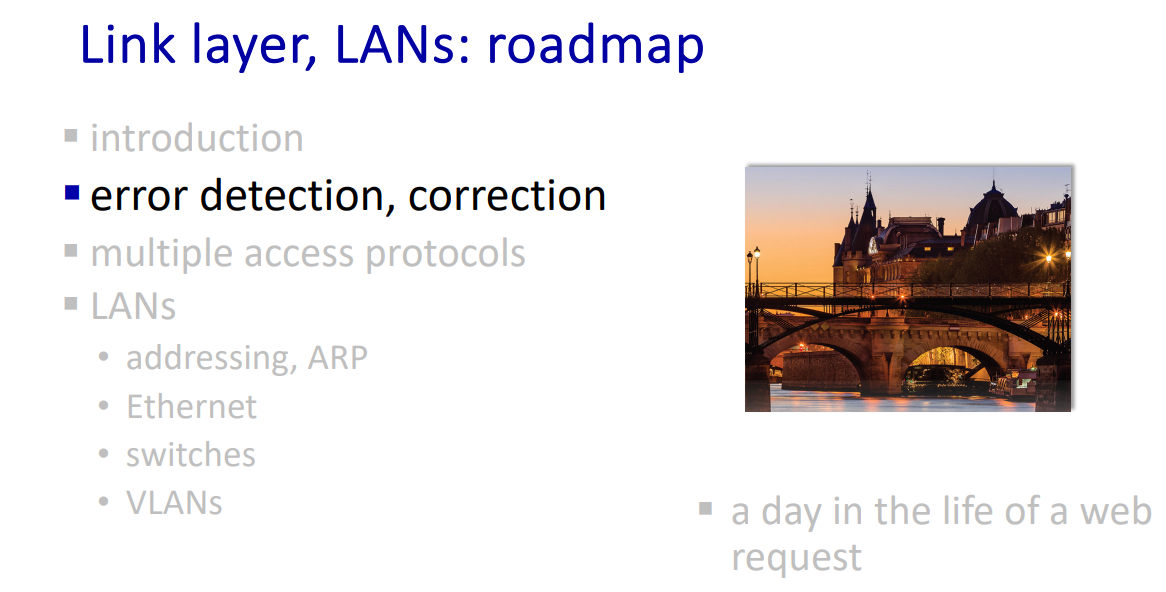 Link layer, LANs: roadmap
▪ introduction
▪ error detection, correction
▪ multiple access protocols
▪ LANs
• addressing, ARP
• Ethernet
• switches
• VLANs
▪ a day in the life of a web
request